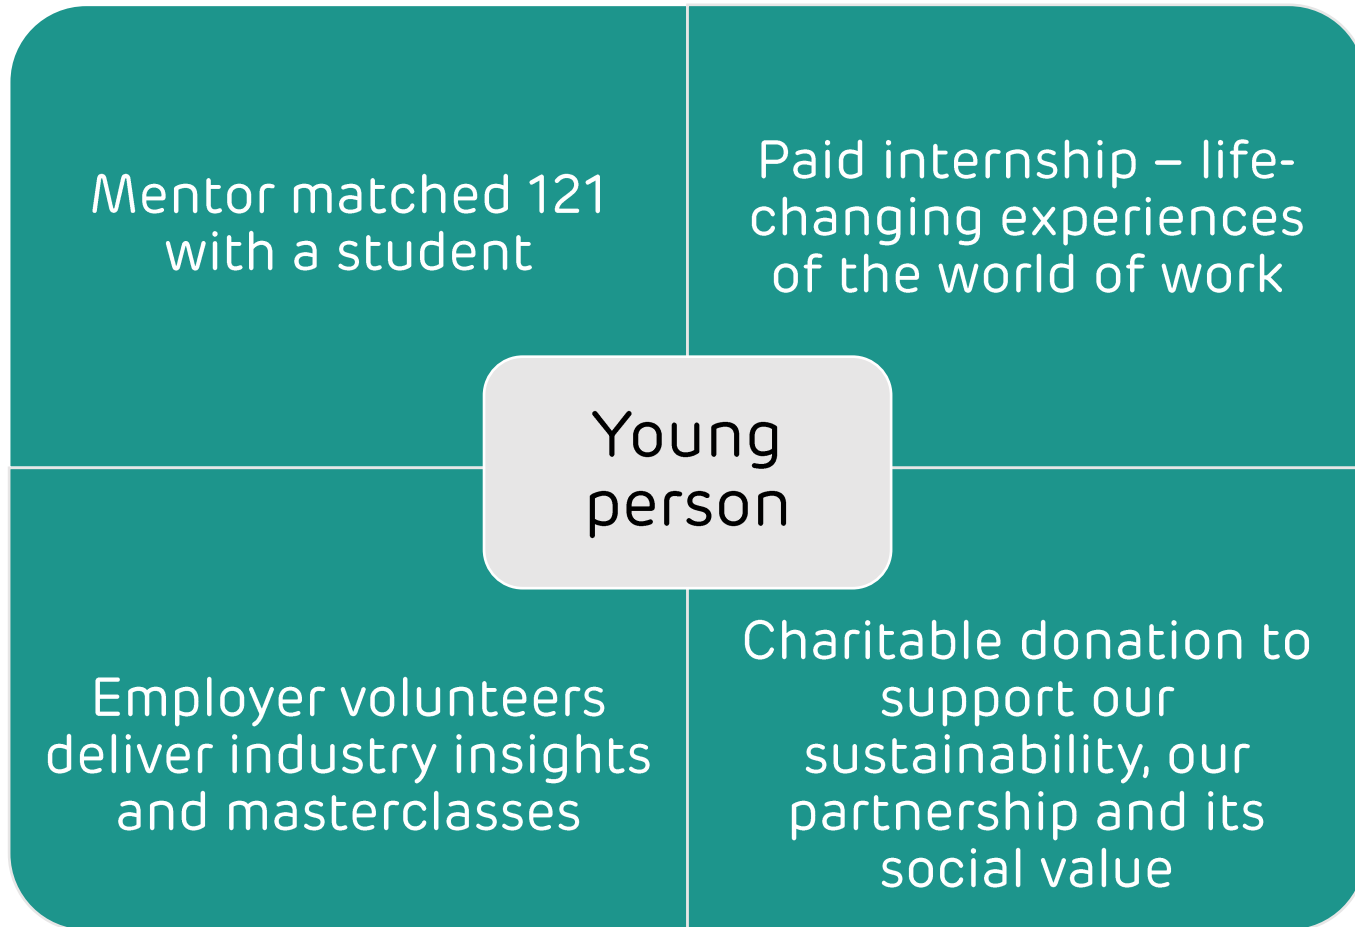 Mentor matched 121
with a student
Paid internship – life-
changing experiences
of the world of work
Young
person
Employer volunteers
deliver industry insights
and masterclasses
Charitable donation to
support our
sustainability, our
partnership and its
social value